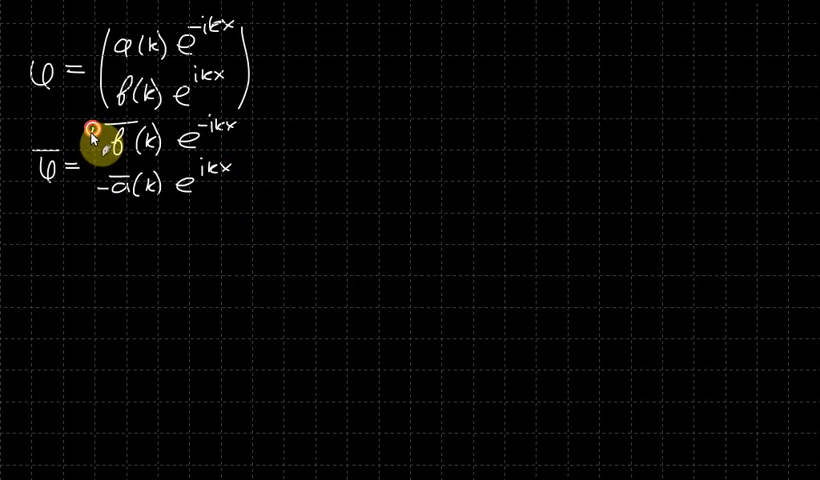 φ = ( a(k) e^{-ikx}
b(k) e^{ikx} )
φ̅ = b̅(k) e^{-ikx}
-a̅(k) e^{ikx}